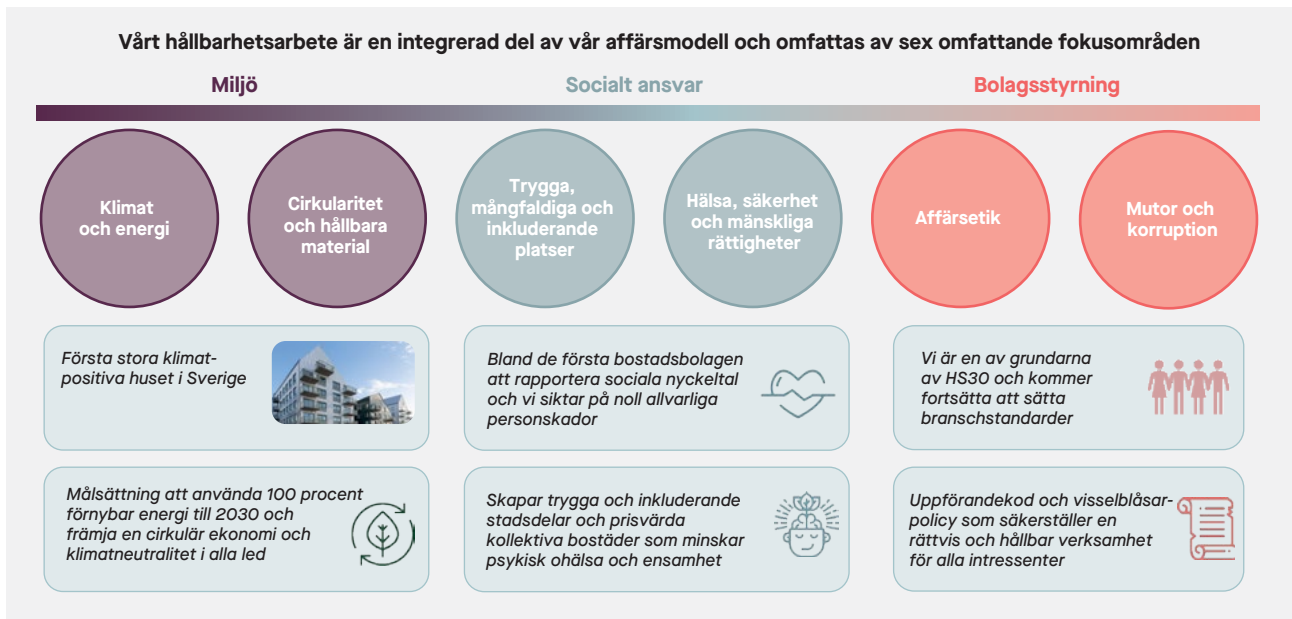 Vårt hållbarhetsarbete är en integrerad del av vår affärsmodell och omfattas av sex omfattande fokusområden
Miljö
Socialt ansvar
Bolagsstyrning
Klimat
och energi
Cirkularitet
och hållbara
material
Trygga,
mångfaldiga och
inkluderande
platser
Hälsa, säkerhet
och mänskliga
rättigheter
Affärsetik
Mutor och
korruption
Första stora klimat-
positiva huset i Sverige
Bland de första bostadsbolagen
att rapportera sociala nyckeltal
och vi siktar på noll allvarliga
personskador
Vi är en av grundarna
av HS30 och kommer
fortsätta att sätta
branschstandarder
Målsättning att använda 100 procent
förnybar energi till 2030 och
främja en cirkulär ekonomi och
klimatneutralitet i alla led
Skapar trygga och inkluderande
stadsdelar och prisvärda
kollektiva bostäder som minskar
psykisk ohälsa och ensamhet
Uppförandekod och visselblåsar-
policy som säkerställer en
rättvis och hållbar verksamhet
för alla intressenter